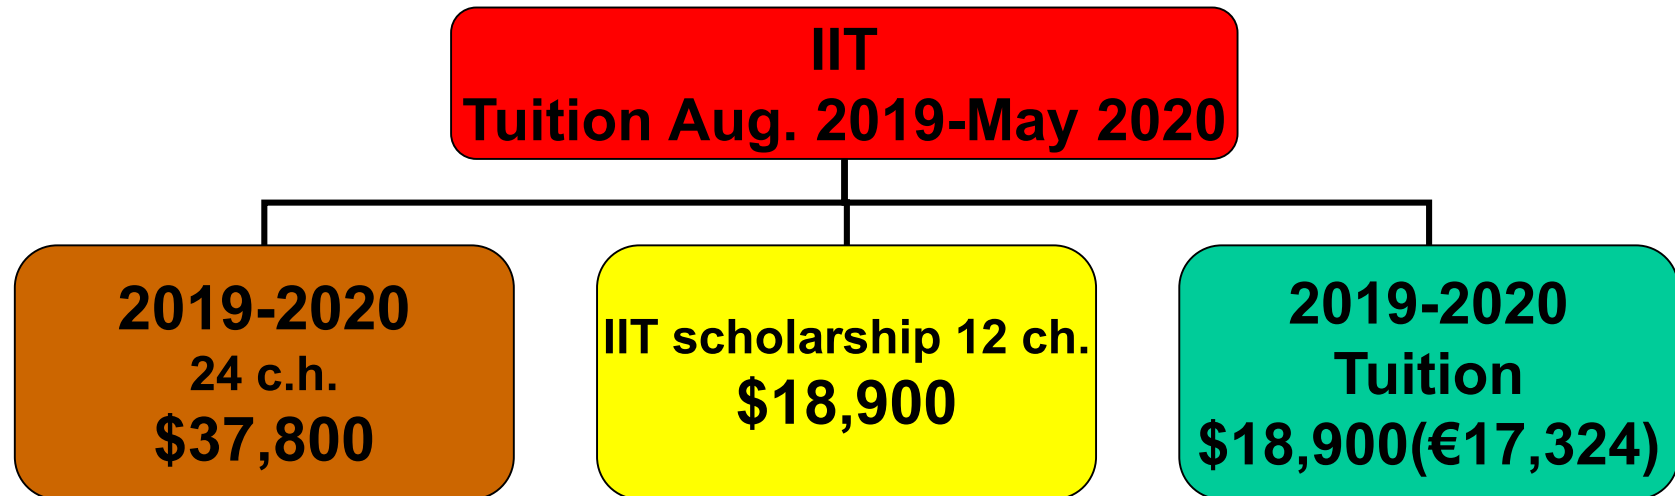 IIT
Tuition Aug. 2019-May 2020
2019-2020
24 c.h.
$37,800
IIT scholarship 12 ch.
$18,900
2019-2020
Tuition
$18,900(€17,324)